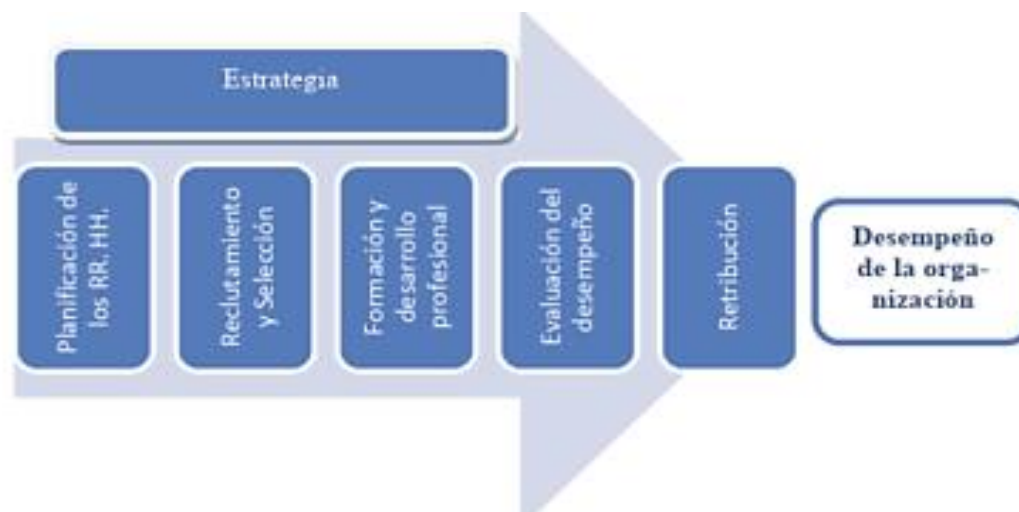 Estrategia
Planificación de
los RR. HH.
Reclutamiento
y Selección
Formación y
desarrollo
profesional
Evaluación del
desempeño
Retribución
Desempeño
de la orga-
nización